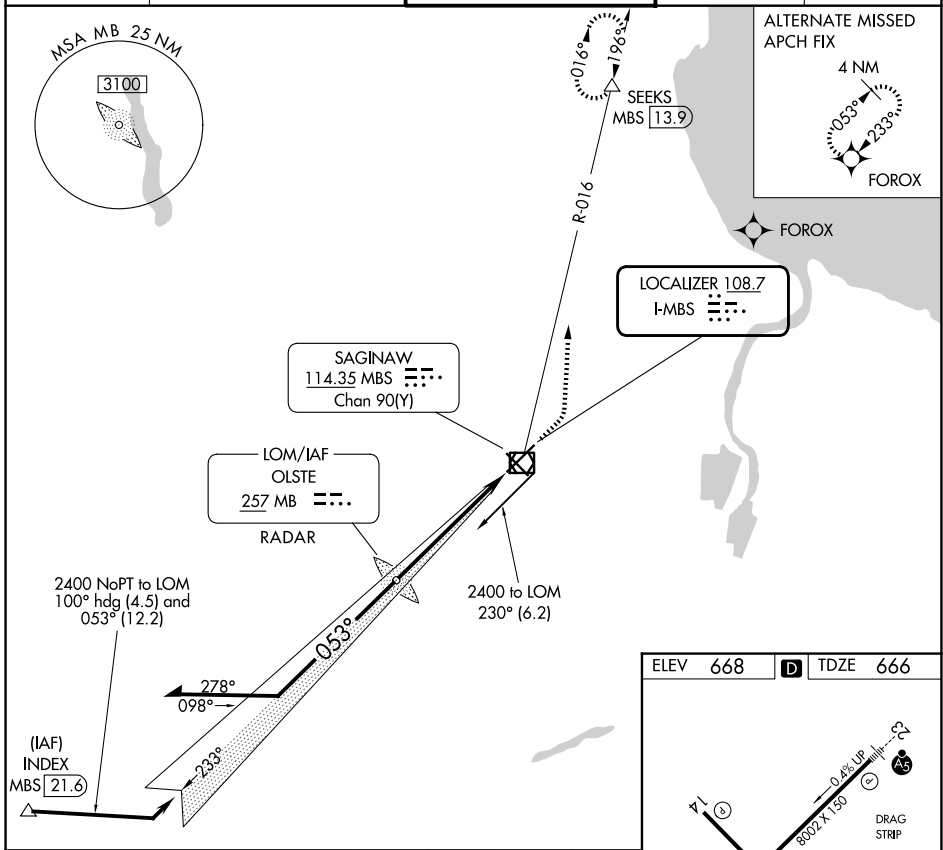 MSA MB 25 NM
3100
016°
196°
SEEKS
MBS 13.9
R-016
ALTERNATE MISSED
APCH FIX
4 NM
053°
233°
FOROX
FOROX
LOCALIZER 108.7
I-MBS
SAGINAW
114.35 MBS
Chan 90(Y)
LOM/IAF
OLSTE
257 MB
RADAR
2400 NoPT to LOM
100° hdg (4.5) and
053° (12.2)
2400 to LOM
230° (6.2)
053°
278°
098°
233°
(IAF)
INDEX
MBS 21.6
ELEV 668 D TDZE 666
23
A5
0.4% UP
P
8002 X 150
14
P
DRAG
STRIP